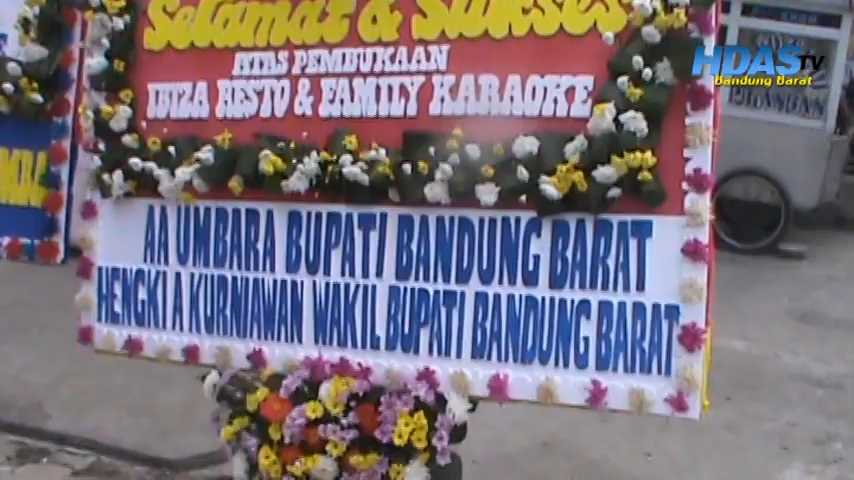 Selamat & Sukses
ATAS PEMBUKAAN
IBIZA RESTO & FAMILY KARAOKE
AA UMBARA BUPATI BANDUNG BARAT
HENGKI A KURNIAWAN WAKIL BUPATI BANDUNG BARAT
HDAS TV
Bandung Barat